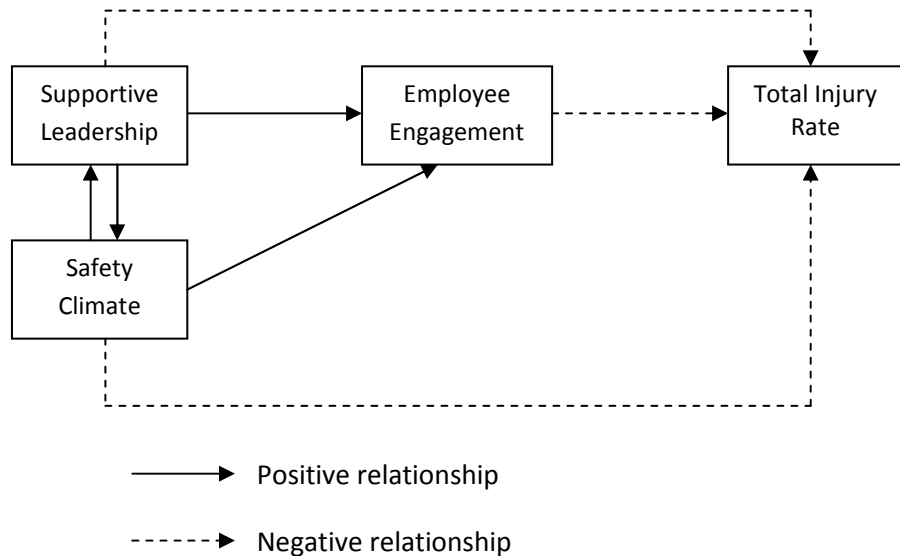 Supportive
Leadership
Employee
Engagement
Total Injury
Rate
Safety
Climate
Positive relationship
Negative relationship